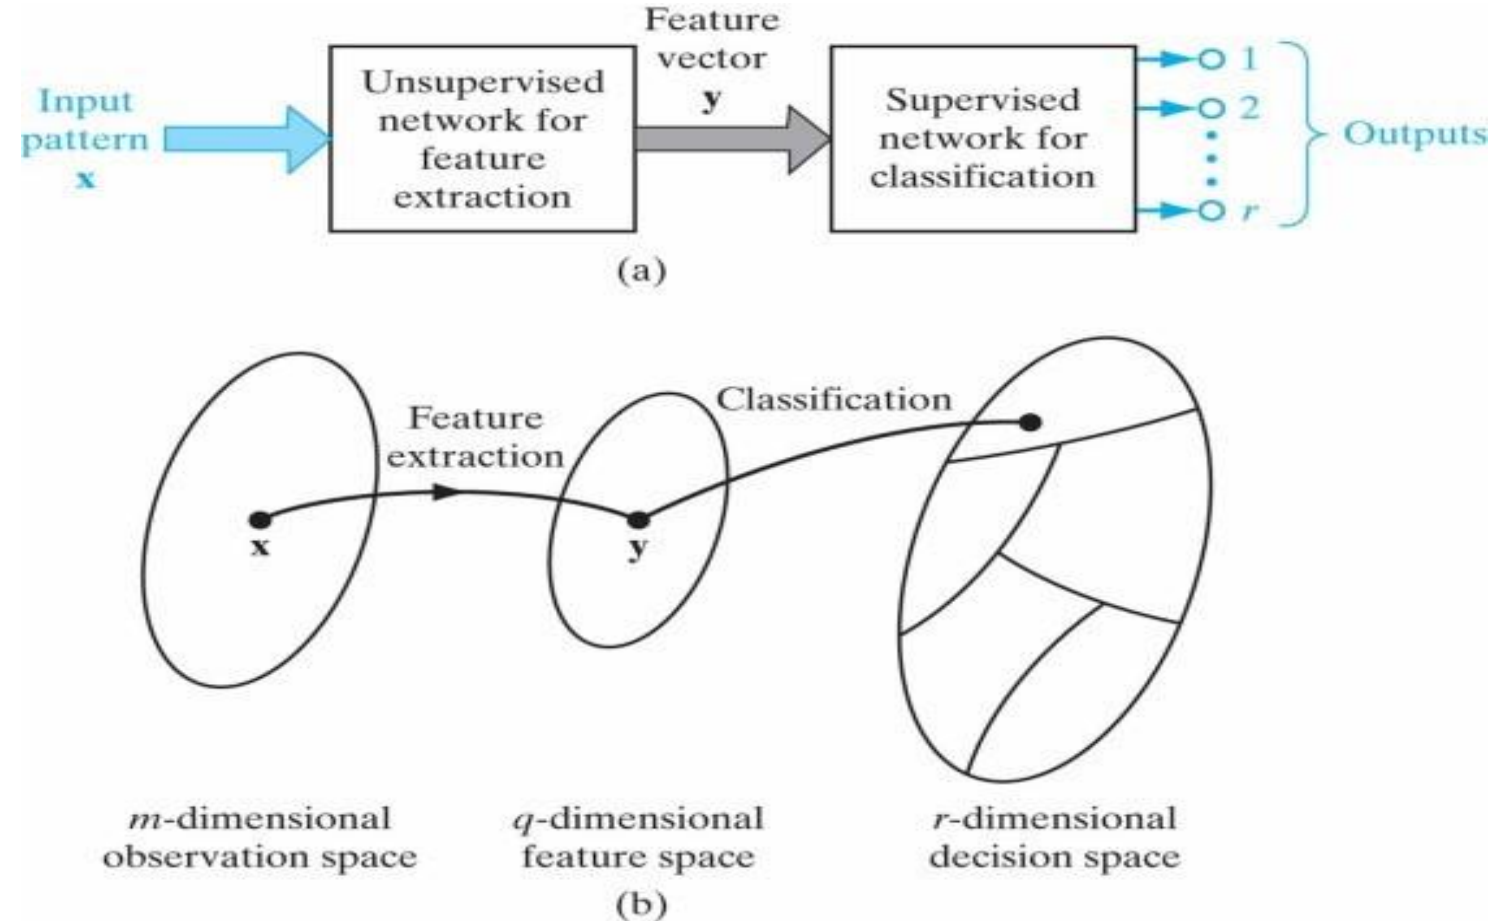 Input
pattern
x
Unsupervised
network for
feature
extraction
Feature
vector
y
Supervised
network for
classification
1
2
r
Outputs
(a)
Feature
extraction
Classification
x
y
m-dimensional
observation space
q-dimensional
feature space
r-dimensional
decision space
(b)